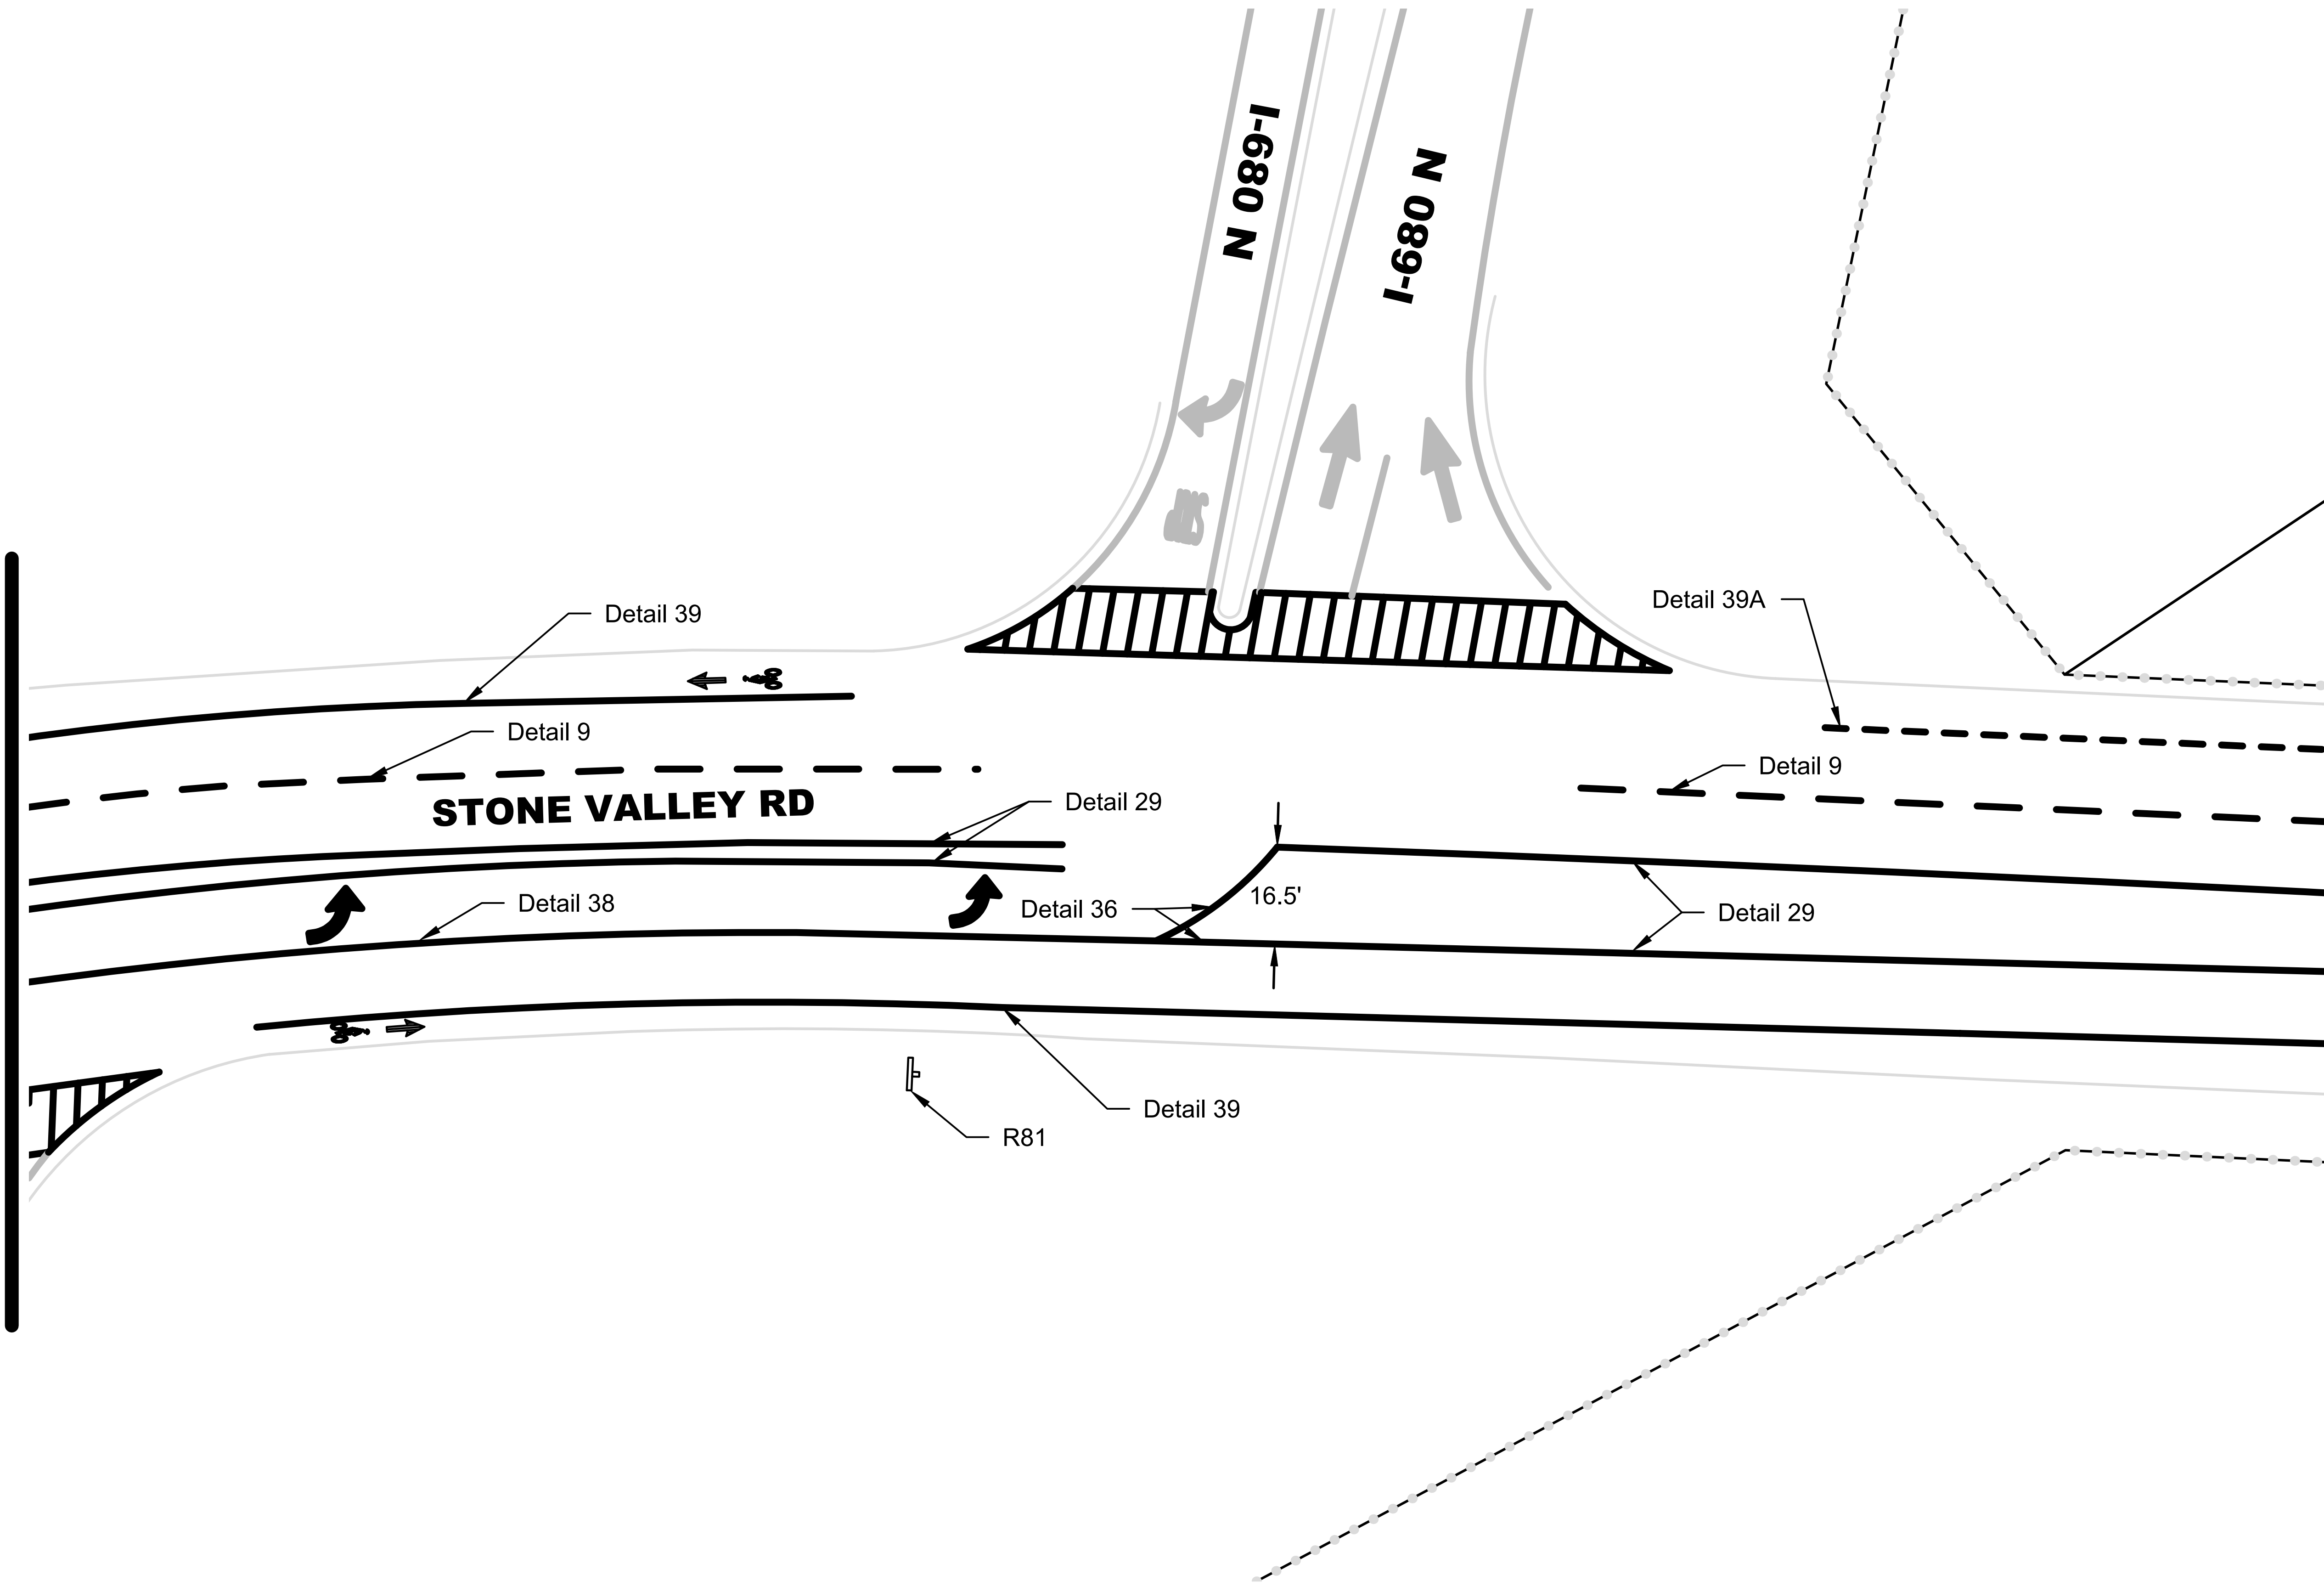 I-680 N
I-680 N
Detail 39
Detail 39A
Detail 9
Detail 9
STONE VALLEY RD
Detail 29
16.5'
Detail 38
Detail 36
Detail 29
Detail 39
R81